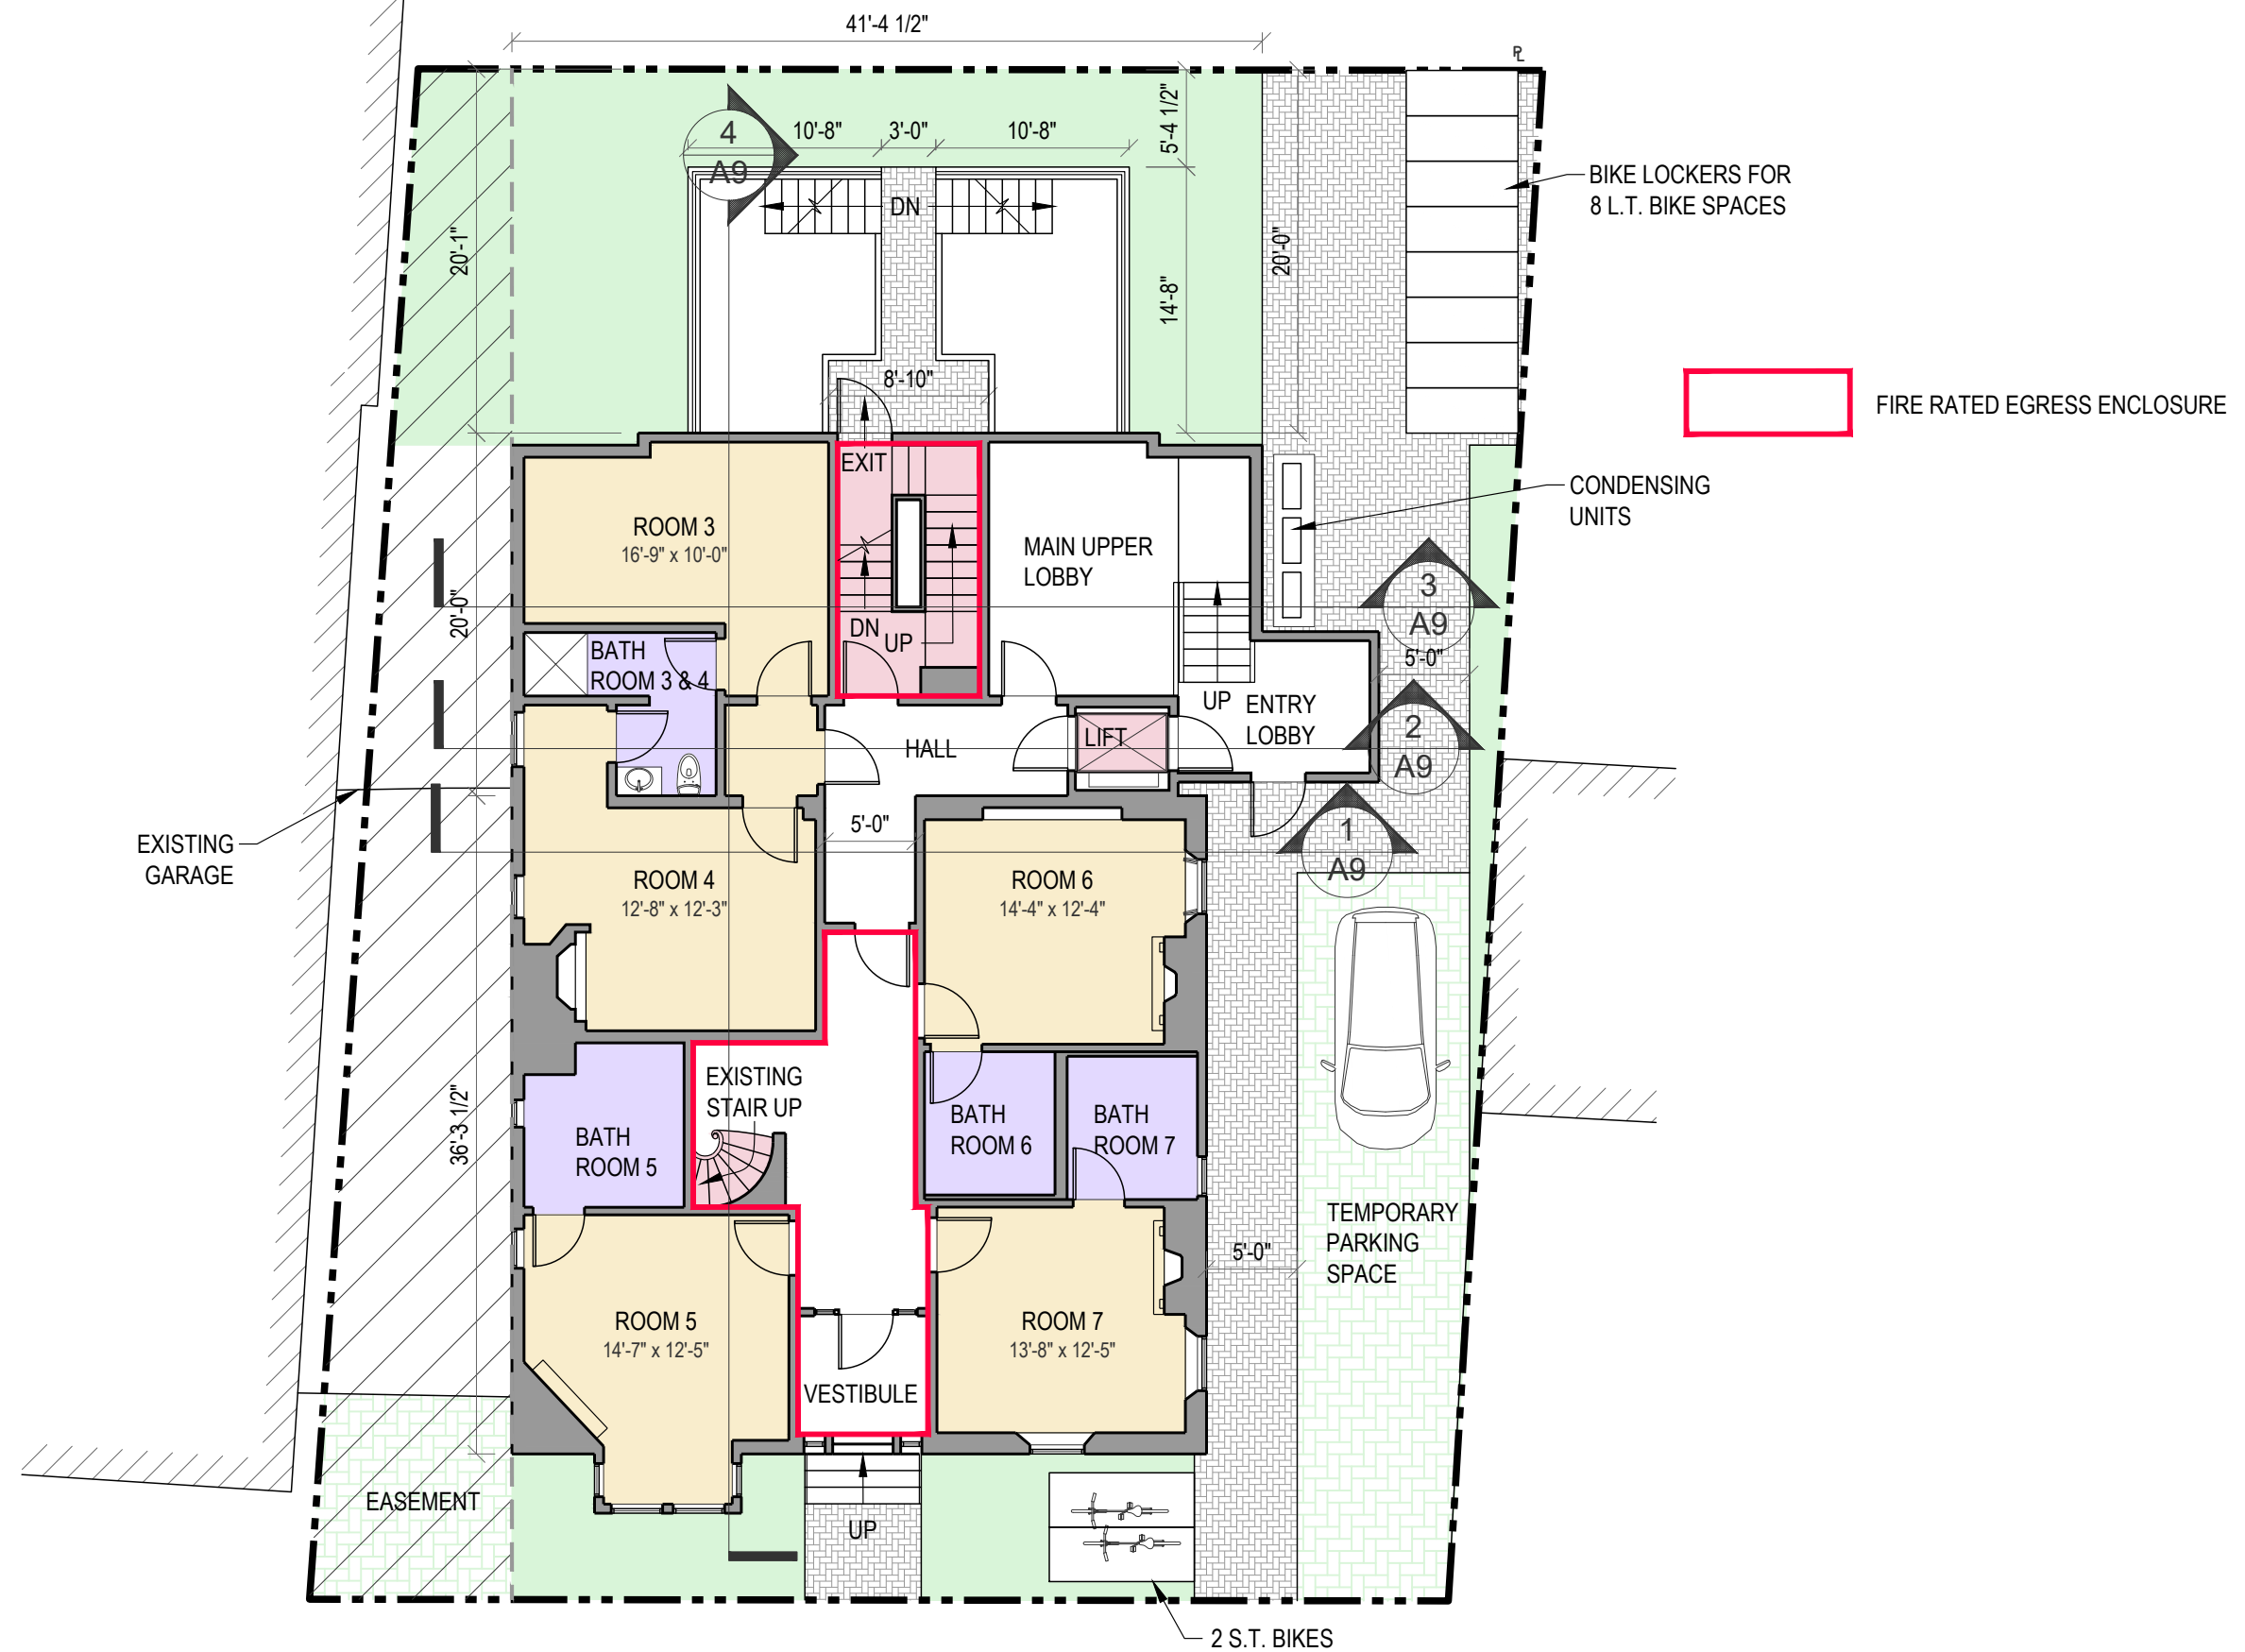 41'-4 1/2"
PL
4
A9
10'-8"
3'-0"
10'-8"
5'-4 1/2"
BIKE LOCKERS FOR
8 L.T. BIKE SPACES
DN
20'-1"
14'-8"
20'-0"
8'-10"
FIRE RATED EGRESS ENCLOSURE
EXIT
CONDENSING
UNITS
ROOM 3
16'-9" x 10'-0"
MAIN UPPER
LOBBY
20'-0"
3
A9
DN
UP
BATH
ROOM 3 & 4
5'-0"
UP
ENTRY
LOBBY
HALL
LIFT
2
A9
EXISTING
GARAGE
5'-0"
1
A9
ROOM 4
12'-8" x 12'-3"
ROOM 6
14'-4" x 12'-4"
36'-3 1/2"
EXISTING
STAIR UP
BATH
ROOM 5
BATH
ROOM 6
BATH
ROOM 7
TEMPORARY
PARKING
SPACE
5'-0"
ROOM 5
14'-7" x 12'-5"
ROOM 7
13'-8" x 12'-5"
VESTIBULE
EASEMENT
UP
2 S.T. BIKES